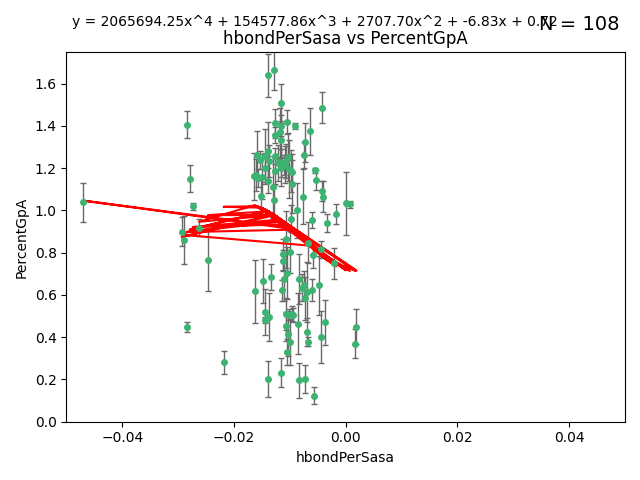 y = 2065694.25x^4 + 154577.86x^3 + 2707.70x^2 + -6.83x + 
N = 108
hbondPerSasa vs PercentGpA
PercentGpA
1.6
1.4
1.2
1.0
0.8
0.6
0.4
0.2
0.0
−0.04 −0.02 0.00 0.02 0.04
hbondPerSasa